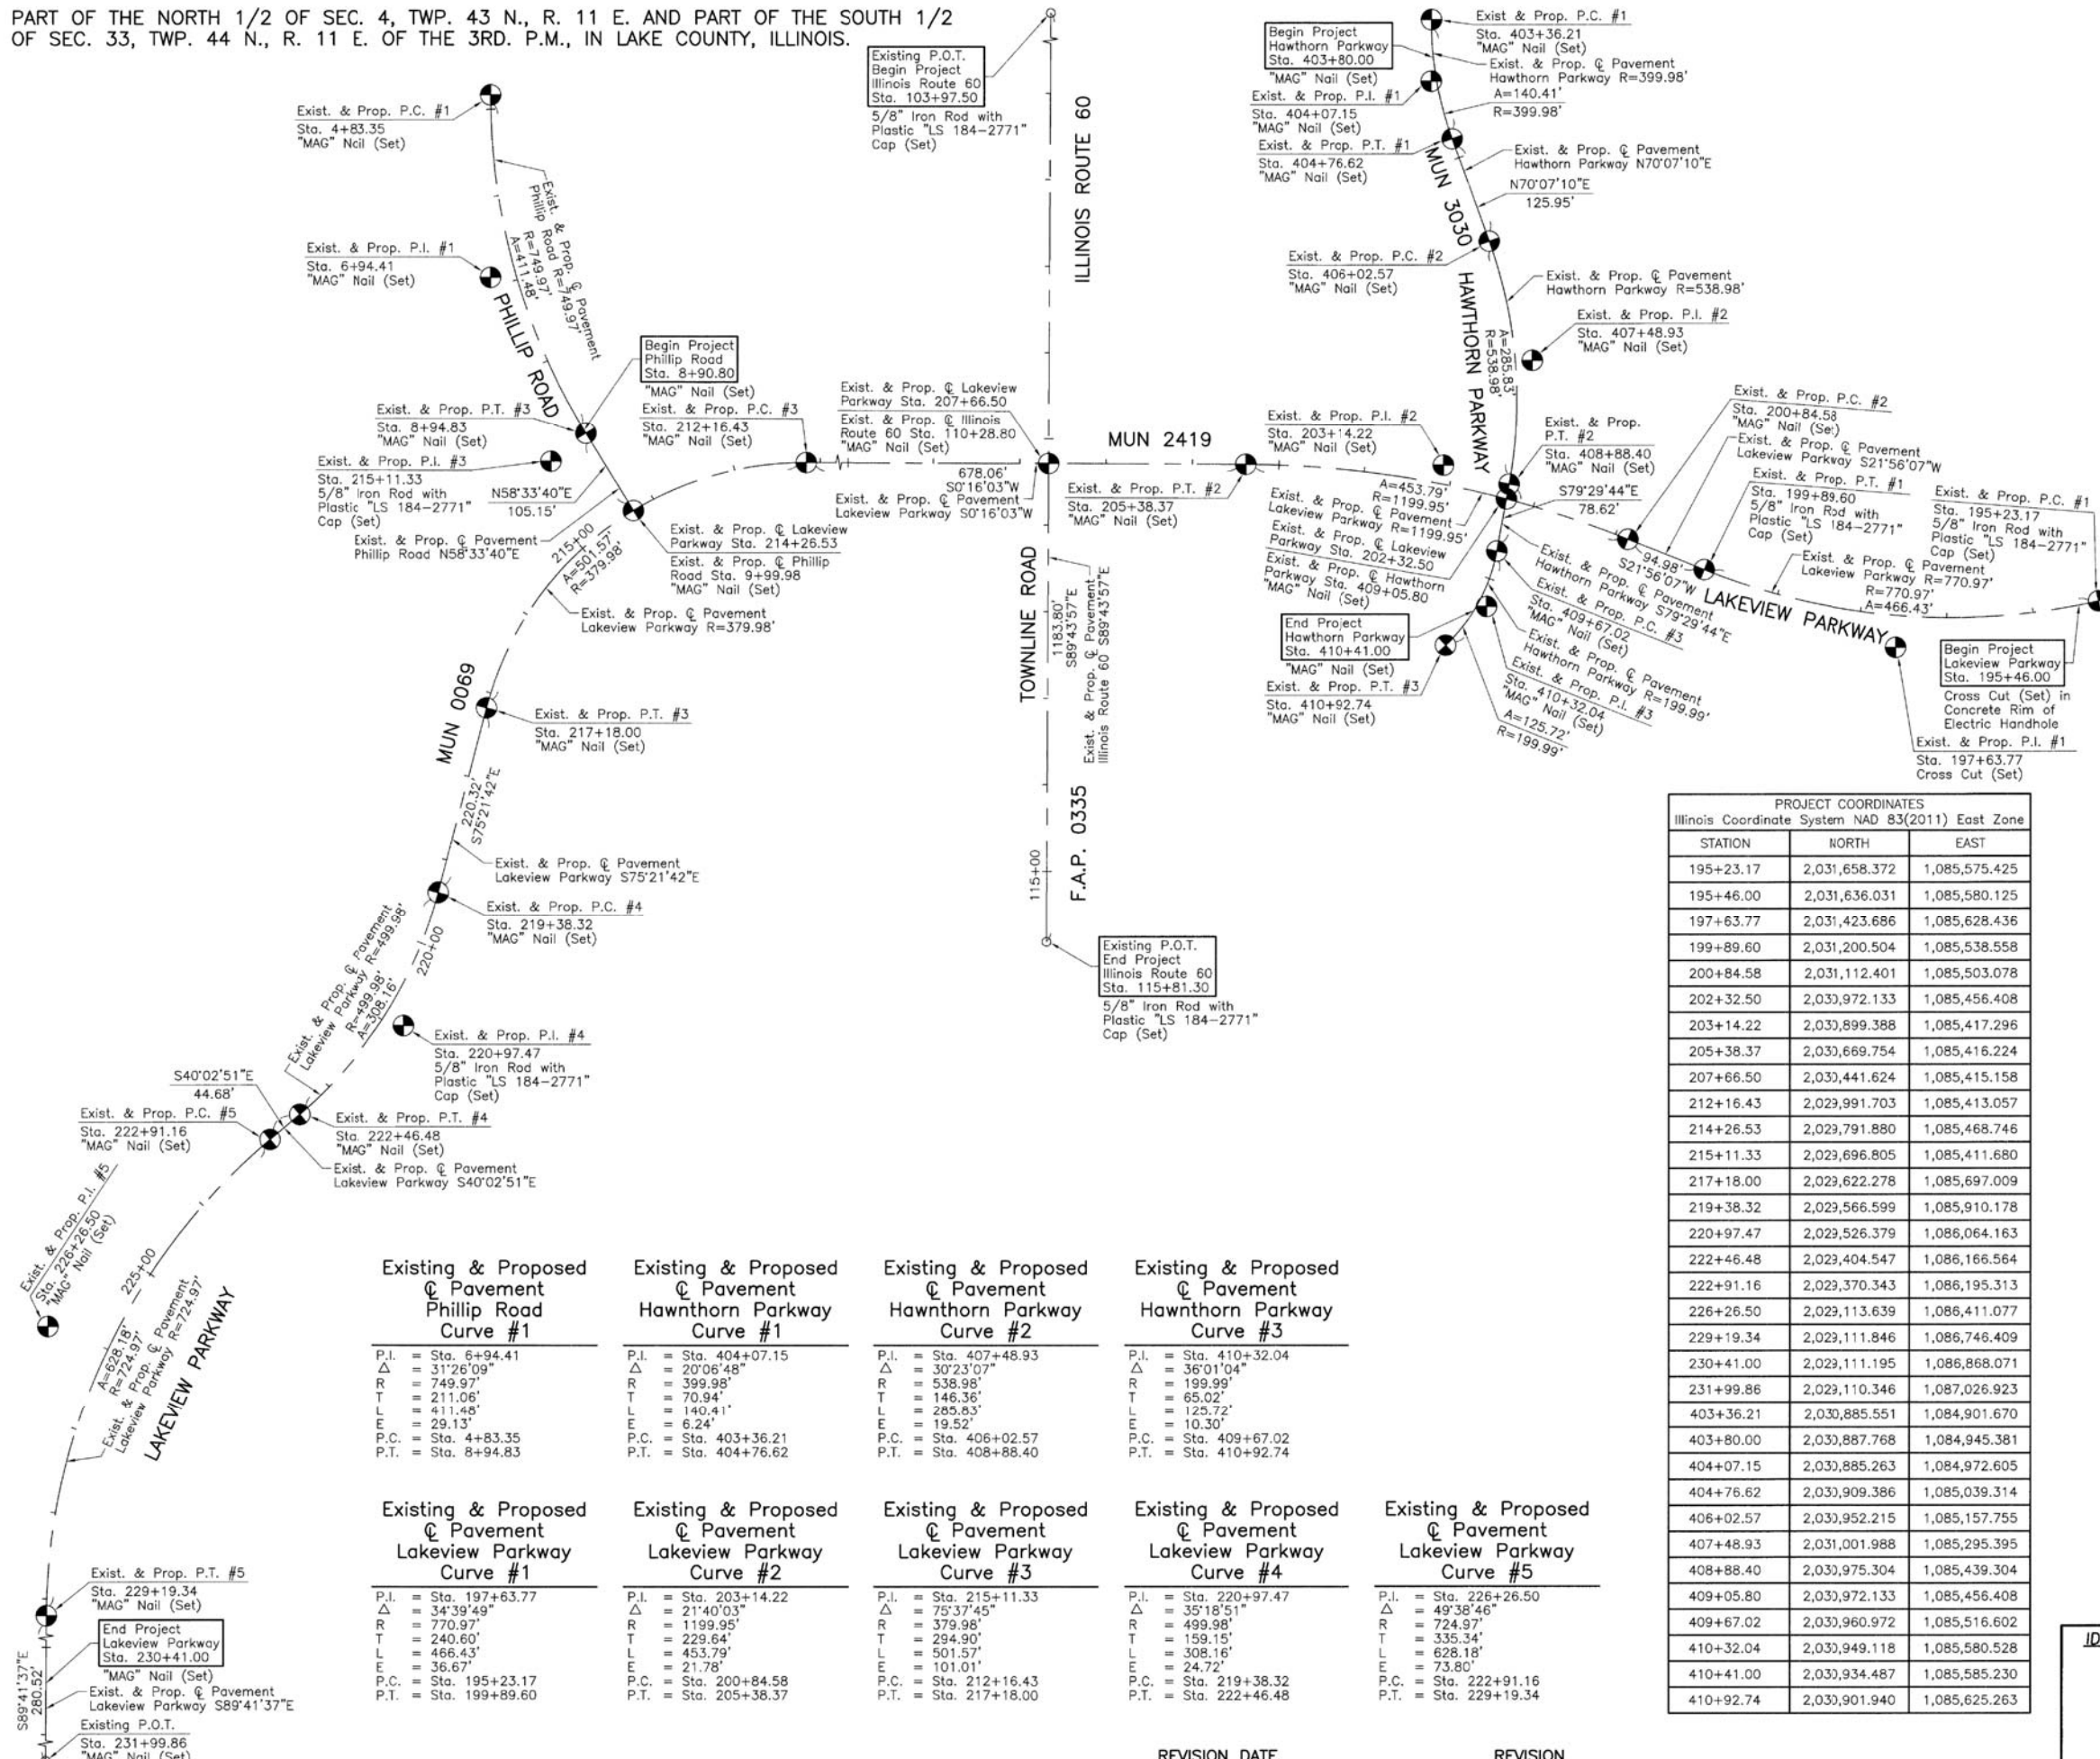 PART OF THE NORTH 1/2 OF SEC. 4, TWP. 43 N., R. 11 E. AND PART OF THE SOUTH 1/2
OF SEC. 33, TWP. 44 N., R. 11 E. OF THE 3RD. P.M., IN LAKE COUNTY, ILLINOIS.
Exist. & Prop. P.C. #1
Sta. 4+83.35
"MAG" Nail (Set)
Exist. & Prop. ℄ Pavement
Phillip Road R=749.97'
R=749.97'
A=411.48'
Exist. & Prop. P.I. #1
Sta. 6+94.41
"MAG" Nail (Set)
PHILLIP ROAD
Begin Project
Phillip Road
Sta. 8+90.80
"MAG" Nail (Set)
Exist. & Prop. P.T. #3
Sta. 8+94.83
"MAG" Nail (Set)
Exist. & Prop. P.C. #3
Sta. 212+16.43
"MAG" Nail (Set)
Exist. & Prop. P.I. #3
Sta. 215+11.33
5/8" Iron Rod with
Plastic "LS 184-2771"
Cap (Set)
N58°33'40"E
105.15'
Exist. & Prop. ℄ Pavement
Phillip Road N58°33'40"E
Exist. & Prop. ℄ Lakeview
Parkway Sta. 214+26.53
Exist. & Prop. ℄ Phillip
Road Sta. 9+99.98
"MAG" Nail (Set)
215+00
A=501.57'
R=379.98'
Exist. & Prop. ℄ Pavement
Lakeview Parkway R=379.98'
Existing P.O.T.
Begin Project
Illinois Route 60
Sta. 103+97.50
5/8" Iron Rod with
Plastic "LS 184-2771"
Cap (Set)
ILLINOIS ROUTE 60
Exist. & Prop. ℄ Lakeview
Parkway Sta. 207+66.50
Exist. & Prop. ℄ Illinois
Route 60 Sta. 110+28.80
"MAG" Nail (Set)
678.06'
S0°16'03"W
Exist. & Prop. ℄ Pavement
Lakeview Parkway S0°16'03"W
MUN 2419
Exist. & Prop. P.T. #2
Sta. 205+38.37
"MAG" Nail (Set)
TOWNLINE ROAD
1183.80'
S89°43'57"E
Exist. & Prop. ℄ Pavement
Illinois Route 60 S89°43'57"E
F.A.P. 0335
115+00
Existing P.O.T.
End Project
Illinois Route 60
Sta. 115+81.30
5/8" Iron Rod with
Plastic "LS 184-2771"
Cap (Set)
Exist & Prop. P.C. #1
Sta. 403+36.21
"MAG" Nail (Set)
Begin Project
Hawthorn Parkway
Sta. 403+80.00
"MAG" Nail (Set)
Exist. & Prop. ℄ Pavement
Hawthorn Parkway R=399.98'
A=140.41'
R=399.98'
Exist. & Prop. P.I. #1
Sta. 404+07.15
"MAG" Nail (Set)
Exist. & Prop. P.T. #1
Sta. 404+76.62
"MAG" Nail (Set)
Exist. & Prop. ℄ Pavement
Hawthorn Parkway N70°07'10"E
N70°07'10"E
125.95'
MUN 3030
HAWTHORN PARKWAY
Exist. & Prop. P.C. #2
Sta. 406+02.57
"MAG" Nail (Set)
Exist. & Prop. ℄ Pavement
Hawthorn Parkway R=538.98'
A=285.83'
R=538.98'
Exist. & Prop. P.I. #2
Sta. 407+48.93
"MAG" Nail (Set)
Exist. & Prop. P.I. #2
Sta. 203+14.22
"MAG" Nail (Set)
Exist. & Prop.
P.T. #2
Sta. 408+88.40
"MAG" Nail (Set)
S79°29'44"E
78.62'
A=453.79'
R=1199.95'
Exist. & Prop. ℄ Pavement
Lakeview Parkway R=1199.95'
Exist. & Prop. ℄ Lakeview
Parkway Sta. 202+32.50
Exist. & Prop. ℄ Hawthorn
Parkway Sta. 409+05.80
"MAG" Nail (Set)
Exist. & Prop. P.C. #2
Sta. 200+84.58
"MAG" Nail (Set)
Exist. & Prop. ℄ Pavement
Lakeview Parkway S21°56'07"W
Exist. & Prop. P.T. #1
Sta. 199+89.60
5/8" Iron Rod with
Plastic "LS 184-2771"
Cap (Set)
Exist. & Prop. P.C. #1
Sta. 195+23.17
5/8" Iron Rod with
Plastic "LS 184-2771"
Cap (Set)
Exist. & Prop. ℄ Pavement
Lakeview Parkway R=770.97'
R=770.97'
A=466.43'
94.98'
S21°56'07"W
LAKEVIEW PARKWAY
Exist. & Prop. ℄ Pavement
Hawthorn Parkway S79°29'44"E
Exist. & Prop. P.C. #3
Sta. 409+67.02
"MAG" Nail (Set)
Exist. & Prop. ℄ Pavement
Hawthorn Parkway R=199.99'
Exist. & Prop. P.I. #3
Sta. 410+32.04
"MAG" Nail (Set)
A=125.72'
R=199.99'
End Project
Hawthorn Parkway
Sta. 410+41.00
"MAG" Nail (Set)
Exist. & Prop. P.T. #3
Sta. 410+92.74
"MAG" Nail (Set)
Begin Project
Lakeview Parkway
Sta. 195+46.00
Cross Cut (Set) in
Concrete Rim of
Electric Handhole
Exist. & Prop. P.I. #1
Sta. 197+63.77
Cross Cut (Set)
MUN 0069
Exist. & Prop. P.T. #3
Sta. 217+18.00
"MAG" Nail (Set)
220.32'
S75°21'42"E
Exist. & Prop. ℄ Pavement
Lakeview Parkway S75°21'42"E
Exist. & Prop. P.C. #4
Sta. 219+38.32
"MAG" Nail (Set)
220+00
Exist. & Prop. ℄ Pavement
Lakeview Parkway R=499.98'
R=499.98'
A=308.16'
Exist. & Prop. P.I. #4
Sta. 220+97.47
5/8" Iron Rod with
Plastic "LS 184-2771"
Cap (Set)
S40°02'51"E
44.68'
Exist. & Prop. P.C. #5
Sta. 222+91.16
"MAG" Nail (Set)
Exist. & Prop. P.T. #4
Sta. 222+46.48
"MAG" Nail (Set)
Exist. & Prop. ℄ Pavement
Lakeview Parkway S40°02'51"E
Exist. & Prop. P.I. #5
Sta. 226+26.50
"MAG" Nail (Set)
225+00
A=628.18'
R=724.97'
Exist. & Prop. ℄ Pavement
Lakeview Parkway R=724.97'
LAKEVIEW PARKWAY
Exist. & Prop. P.T. #5
Sta. 229+19.34
"MAG" Nail (Set)
End Project
Lakeview Parkway
Sta. 230+41.00
"MAG" Nail (Set)
S89°41'37"E
280.52'
Exist. & Prop. ℄ Pavement
Lakeview Parkway S89°41'37"E
Existing P.O.T.
Sta. 231+99.86
"MAG" Nail (Set)
Existing & Proposed
℄ Pavement
Phillip Road
Curve #1
P.I. = Sta. 6+94.41
△ = 31°26'09"
R = 749.97'
T = 211.06'
L = 411.48'
E = 29.13'
P.C. = Sta. 4+83.35
P.T. = Sta. 8+94.83
Existing & Proposed
℄ Pavement
Hawnthorn Parkway
Curve #1
P.I. = Sta. 404+07.15
△ = 20°06'48"
R = 399.98'
T = 70.94'
L = 140.41'
E = 6.24'
P.C. = Sta. 403+36.21
P.T. = Sta. 404+76.62
Existing & Proposed
℄ Pavement
Hawnthorn Parkway
Curve #2
P.I. = Sta. 407+48.93
△ = 30°23'07"
R = 538.98'
T = 146.36'
L = 285.83'
E = 19.52'
P.C. = Sta. 406+02.57
P.T. = Sta. 408+88.40
Existing & Proposed
℄ Pavement
Hawnthorn Parkway
Curve #3
P.I. = Sta. 410+32.04
△ = 36°01'04"
R = 199.99'
T = 65.02'
L = 125.72'
E = 10.30'
P.C. = Sta. 409+67.02
P.T. = Sta. 410+92.74
Existing & Proposed
℄ Pavement
Lakeview Parkway
Curve #1
P.I. = Sta. 197+63.77
△ = 34°39'49"
R = 770.97'
T = 240.60'
L = 466.43'
E = 36.67'
P.C. = Sta. 195+23.17
P.T. = Sta. 199+89.60
Existing & Proposed
℄ Pavement
Lakeview Parkway
Curve #2
P.I. = Sta. 203+14.22
△ = 21°40'03"
R = 1199.95'
T = 229.64'
L = 453.79'
E = 21.78'
P.C. = Sta. 200+84.58
P.T. = Sta. 205+38.37
Existing & Proposed
℄ Pavement
Lakeview Parkway
Curve #3
P.I. = Sta. 215+11.33
△ = 75°37'45"
R = 379.98'
T = 294.90'
L = 501.57'
E = 101.01'
P.C. = Sta. 212+16.43
P.T. = Sta. 217+18.00
Existing & Proposed
℄ Pavement
Lakeview Parkway
Curve #4
P.I. = Sta. 220+97.47
△ = 35°18'51"
R = 499.98'
T = 159.15'
L = 308.16'
E = 24.72'
P.C. = Sta. 219+38.32
P.T. = Sta. 222+46.48
Existing & Proposed
℄ Pavement
Lakeview Parkway
Curve #5
P.I. = Sta. 226+26.50
△ = 49°38'46"
R = 724.97'
T = 335.34'
L = 628.18'
E = 73.80'
P.C. = Sta. 222+91.16
P.T. = Sta. 229+19.34
PROJECT COORDINATES
Illinois Coordinate System NAD 83(2011) East Zone
STATION NORTH EAST
195+23.17 2,031,658.372 1,085,575.425
195+46.00 2,031,636.031 1,085,580.125
197+63.77 2,031,423.686 1,085,628.436
199+89.60 2,031,200.504 1,085,538.558
200+84.58 2,031,112.401 1,085,503.078
202+32.50 2,030,972.133 1,085,456.408
203+14.22 2,030,899.388 1,085,417.296
205+38.37 2,030,669.754 1,085,416.224
207+66.50 2,030,441.624 1,085,415.158
212+16.43 2,029,991.703 1,085,413.057
214+26.53 2,029,791.880 1,085,468.746
215+11.33 2,029,696.805 1,085,411.680
217+18.00 2,029,622.278 1,085,697.009
219+38.32 2,029,566.599 1,085,910.178
220+97.47 2,029,526.379 1,086,064.163
222+46.48 2,029,404.547 1,086,166.564
222+91.16 2,029,370.343 1,086,195.313
226+26.50 2,029,113.639 1,086,411.077
229+19.34 2,029,111.846 1,086,746.409
230+41.00 2,029,111.195 1,086,868.071
231+99.86 2,029,110.346 1,087,026.923
403+36.21 2,030,885.551 1,084,901.670
403+80.00 2,030,887.768 1,084,945.381
404+07.15 2,030,885.263 1,084,972.605
404+76.62 2,030,909.386 1,085,039.314
406+02.57 2,030,952.215 1,085,157.755
407+48.93 2,031,001.988 1,085,295.395
408+88.40 2,030,975.304 1,085,439.304
409+05.80 2,030,972.133 1,085,456.408
409+67.02 2,030,960.972 1,085,516.602
410+32.04 2,030,949.118 1,085,580.528
410+41.00 2,030,934.487 1,085,585.230
410+92.74 2,030,901.940 1,085,625.263
REVISION DATE
REVISION